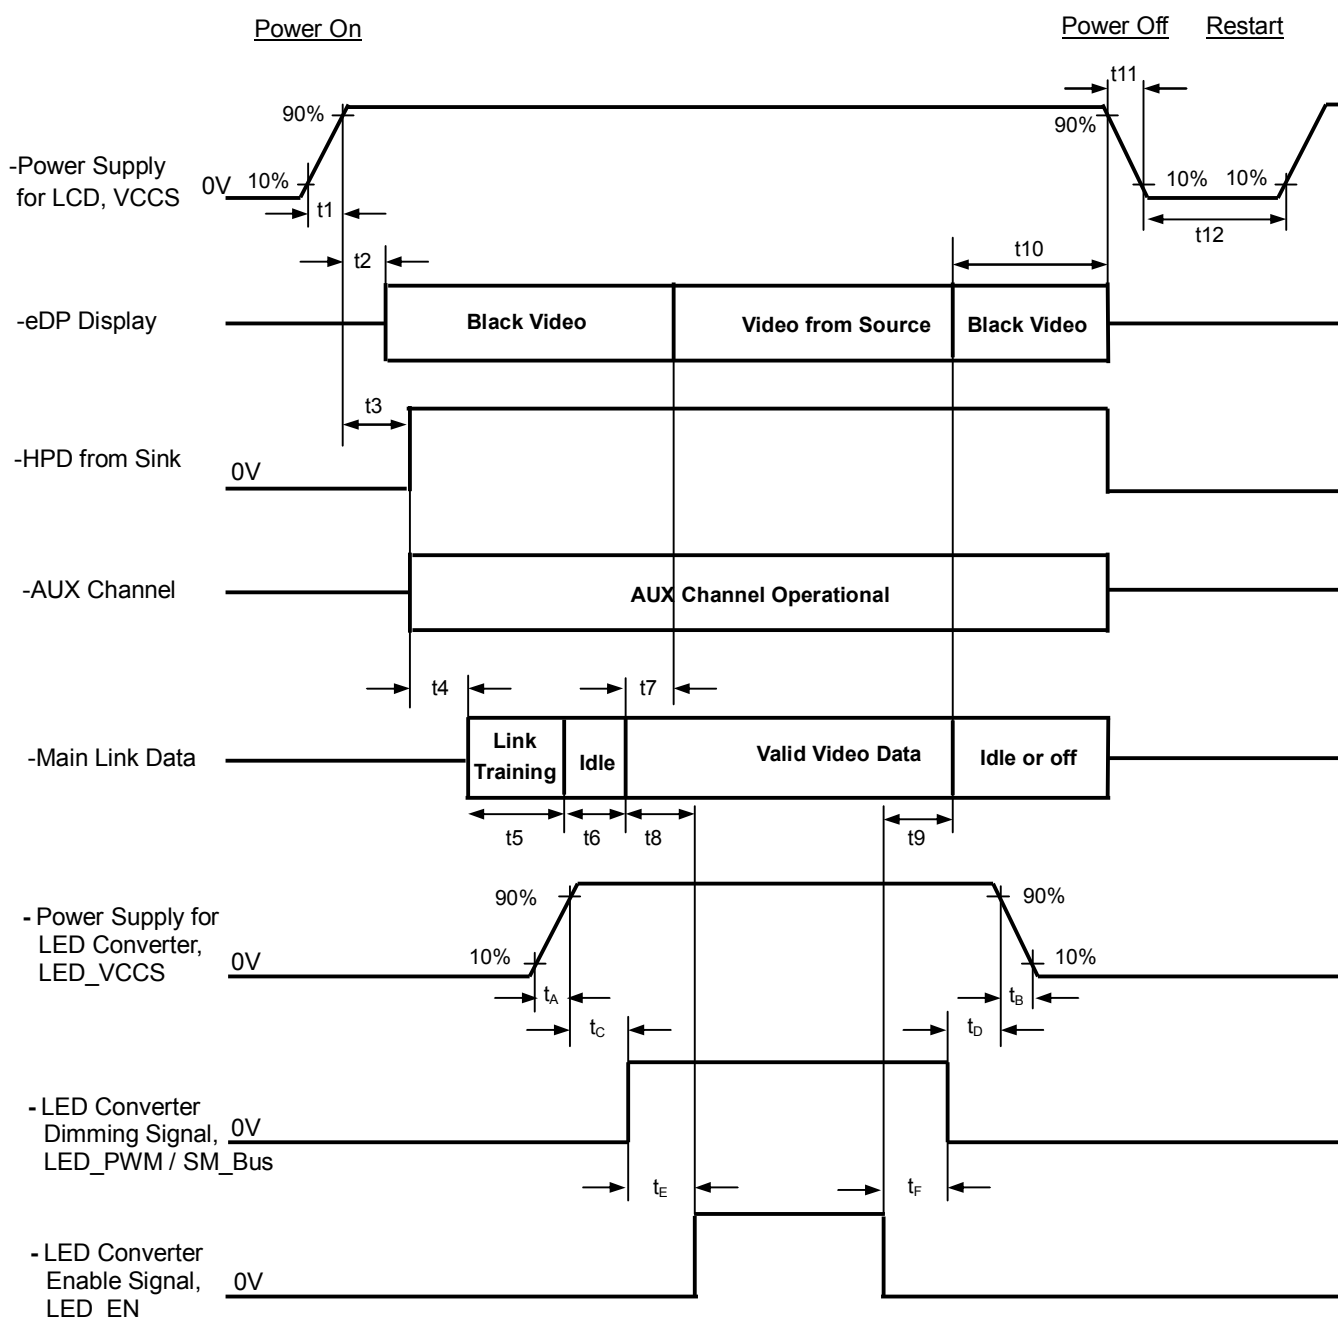 Power On
Power Off
Restart
t11
90%
90%
-Power Supply
for LCD, VCCS
0V
10%
10%
10%
t1
t12
t2
t10
-eDP Display
Black Video
Video from Source
Black Video
t3
-HPD from Sink
0V
-AUX Channel
AUX Channel Operational
t4
t7
-Main Link Data
Link
Training
Idle
Valid Video Data
Idle or off
t5
t6
t8
t9
90%
90%
- Power Supply for
LED Converter,
LED_VCCS
0V
10%
10%
tA
tB
tC
tD
- LED Converter
Dimming Signal,
LED_PWM / SM_Bus
0V
tE
tF
- LED Converter
Enable Signal,
LED_EN
0V